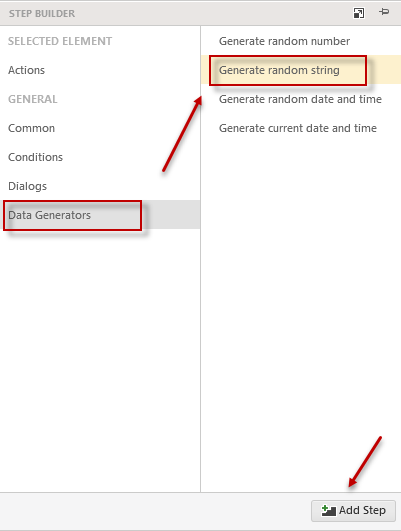 STEP BUILDER
SELECTED ELEMENT
Actions
GENERAL
Common
Conditions
Dialogs
Data Generators
Generate random number
Generate random string
Generate random date and time
Generate current date and time
Add Step